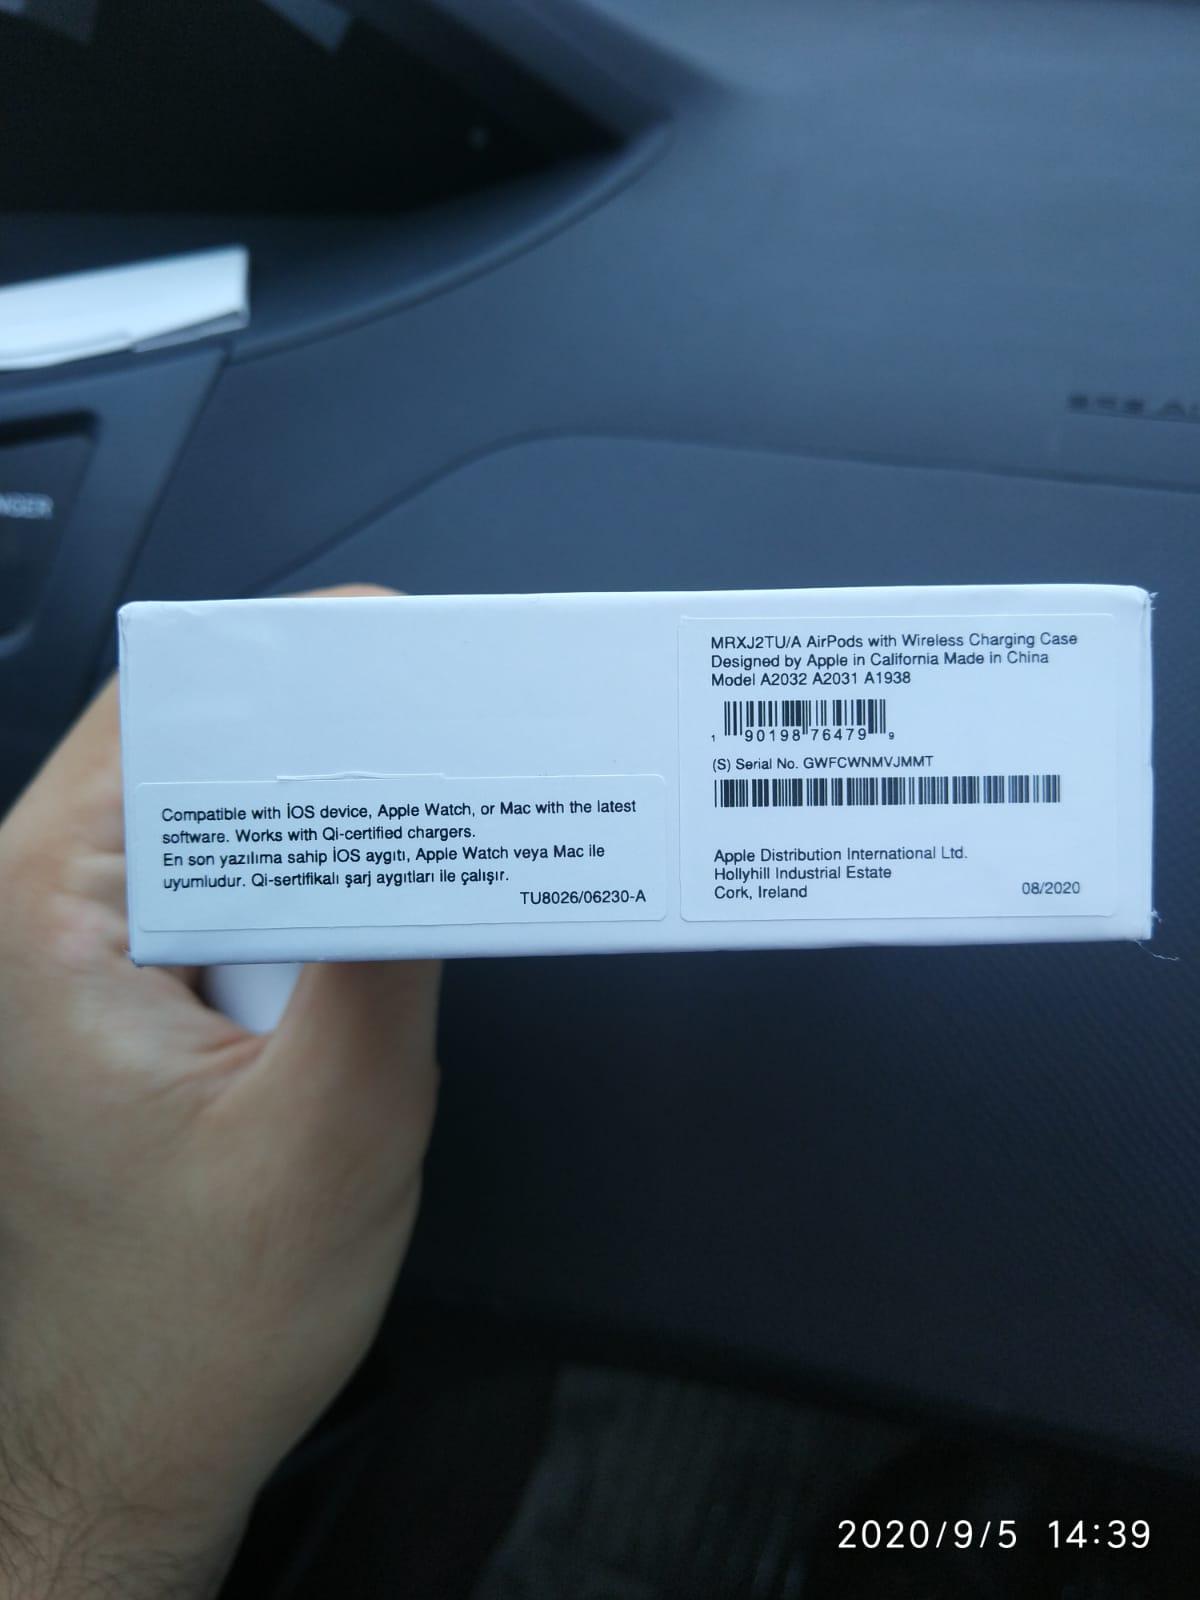 NGER
MRXJ2TU/A AirPods with Wireless Charging Case
Designed by Apple in California Made in China
Model A2032 A2031 A1938
1 90198 76479 9
(S) Serial No. GWFCWNMVJMMT
Apple Distribution International Ltd.
Hollyhill Industrial Estate
Cork, Ireland
08/2020
Compatible with İOS device, Apple Watch, or Mac with the latest
software. Works with Qi-certified chargers.
En son yazılıma sahip İOS aygıtı, Apple Watch veya Mac ile
uyumludur. Qi-sertifikalı şarj aygıtları ile çalışır.
TU8026/06230-A
2020/9/5 14:39